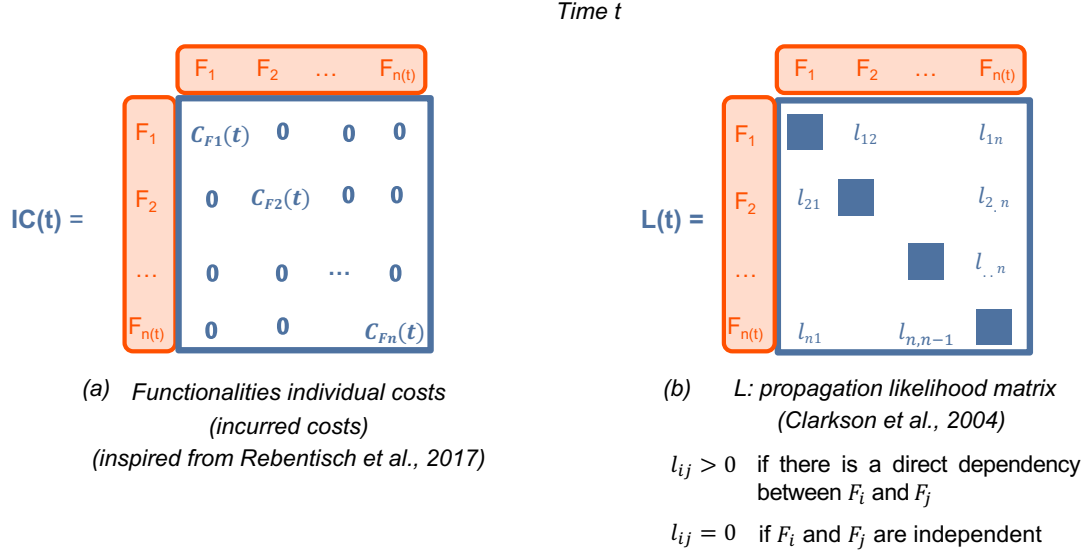 Time t
F1 F2 ... Fn(t)
F1 CF1(t) 0 0 0
F2 0 CF2(t) 0 0
IC(t) =
... 0 0 ... 0
Fn(t) 0 0 CFn(t)
F1 F2 ... Fn(t)
F1 l12 l1n
F2 l21 l2.n
L(t) =
... l..n
Fn(t) ln1 ln,n−1
(a) Functionalities individual costs
(incurred costs)
(inspired from Rebentisch et al., 2017)
(b) L: propagation likelihood matrix
(Clarkson et al., 2004)
lij > 0 if there is a direct dependency
between Fi and Fj
lij = 0 if Fi and Fj are independent